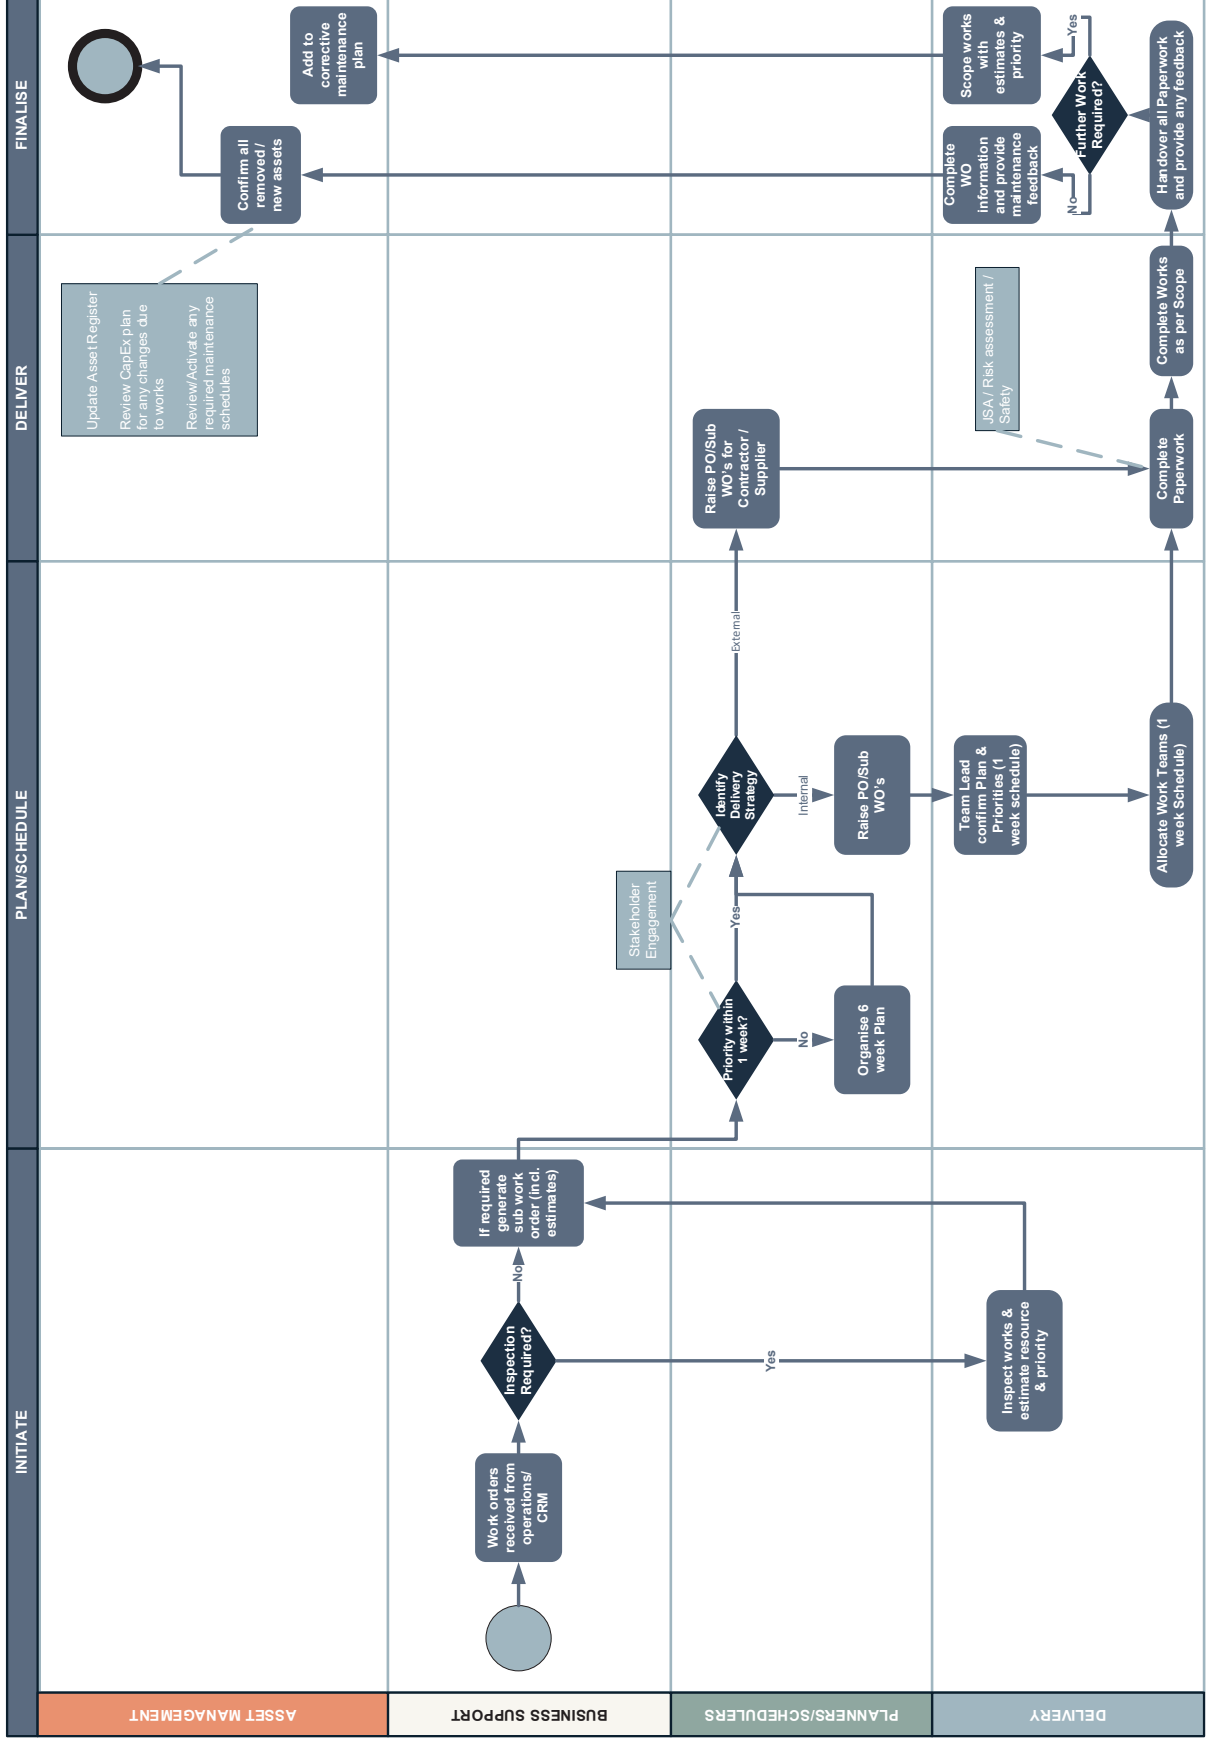 INITIATE
PLAN/SCHEDULE
DELIVER
FINALISE
ASSET MANAGEMENT
Update Asset Register
Review CapEx plan
for any changes due
to works
Review/Activate any
required maintenance
schedules
Confirm all
removed /
new assets
Add to
corrective
maintenance
plan
BUSINESS SUPPORT
Work orders
received from
operations/
CRM
Inspection
Required?
No
Yes
If required
generate
sub work
order (incl.
estimates)
Stakeholder
Engagement
PLANNERS/SCHEDULERS
Priority within
1 week?
Yes
No
Organise 6
week Plan
Identify
Delivery
Strategy
External
Internal
Raise PO/Sub
WO's
Raise PO/Sub
WO's for
Contractor /
Supplier
DELIVERY
Inspect works &
estimate resource
& priority
Team Lead
confirm Plan &
Priorities (1
week schedule)
Allocate Work Teams (1
week Schedule)
JSA / Risk assessment /
Safety
Complete
Paperwork
Complete Works
as per Scope
Handover all Paperwork
and provide any feedback
Further Work
Required?
No
Yes
Complete
WO
information
and provide
maintenance
feedback
Scope works
with
estimates &
priority